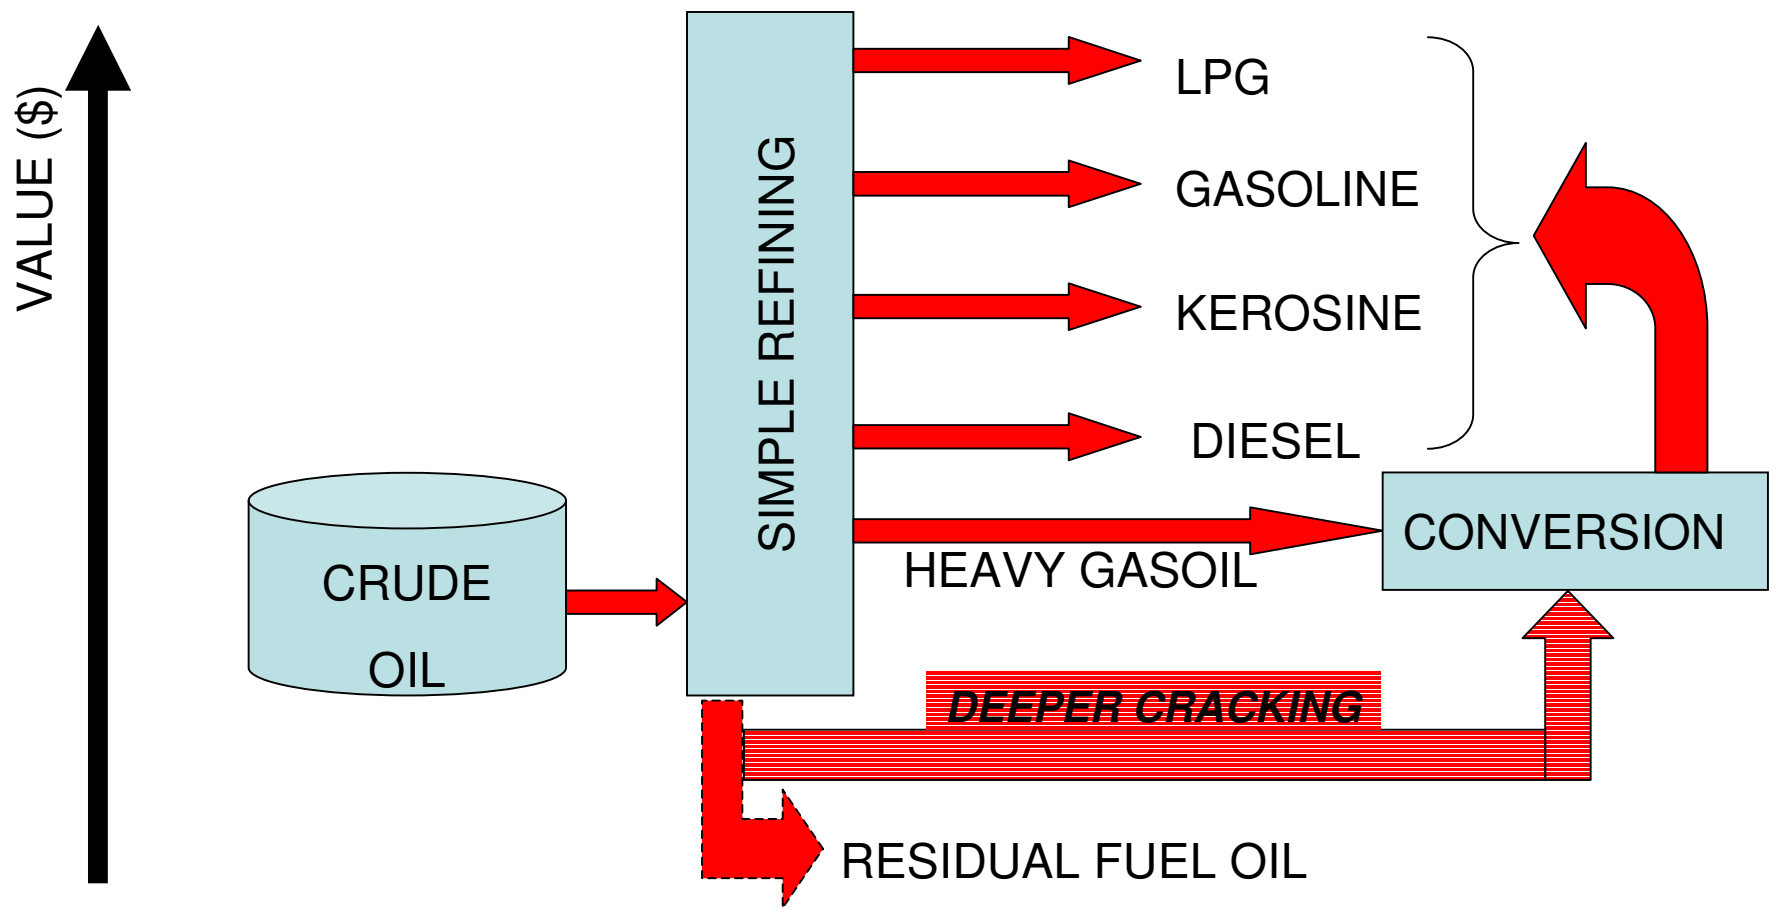 VALUE ($)
SIMPLE REFINING
LPG
GASOLINE
KEROSINE
DIESEL
CRUDE
OIL
HEAVY GASOIL
CONVERSION
DEEPER CRACKING
RESIDUAL FUEL OIL